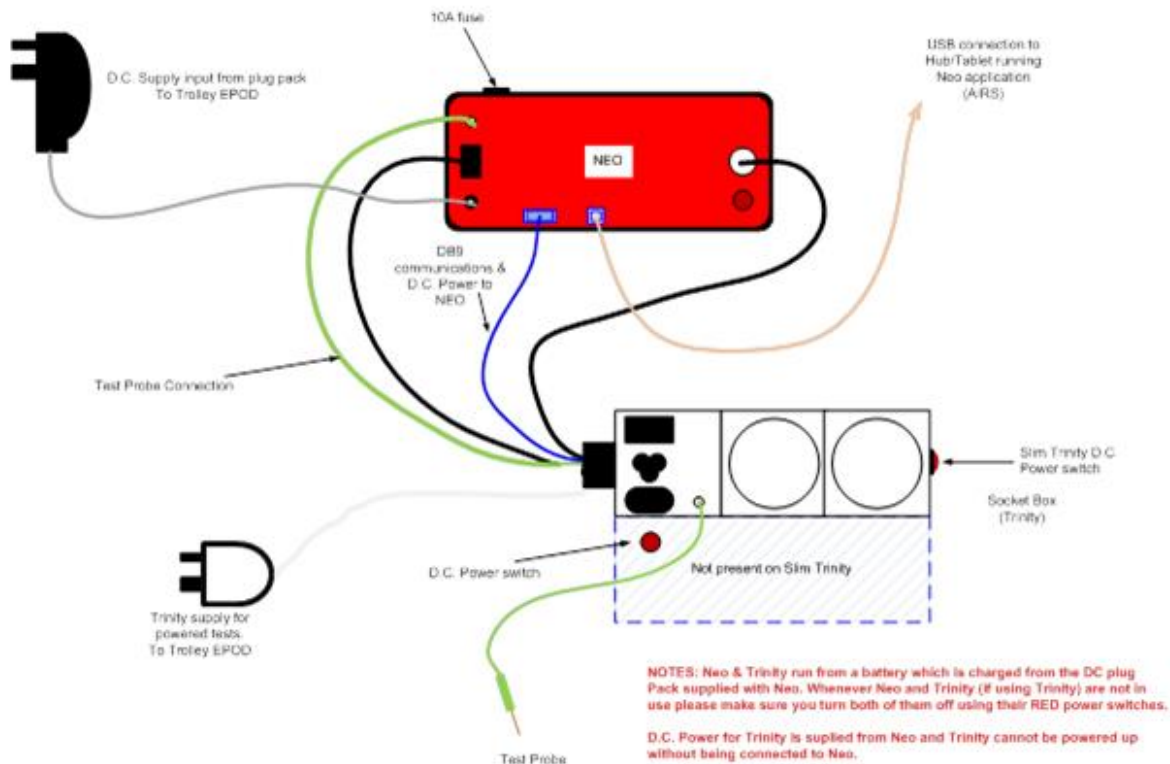 10A fuse
D.C. Supply input from plug pack
To Trolley EPOD
USB connection to
Hub/Tablet running
Neo application
(AIRS)
NEO
DB9
communications &
D.C. Power to
NEO
Test Probe Connection
Slim Trinity D.C.
Power switch
Socket Box
(Trinity)
D.C. Power switch
Not present on Slim Trinity
Trinity supply for
powered tests.
To Trolley EPOD
Test Probe
NOTES: Neo & Trinity run from a battery which is charged from the DC plug
Pack supplied with Neo. Whenever Neo and Trinity (if using Trinity) are not in
use please make sure you turn both of them off using their RED power switches.
D.C. Power for Trinity is suplied from Neo and Trinity cannot be powered up
without being connected to Neo.